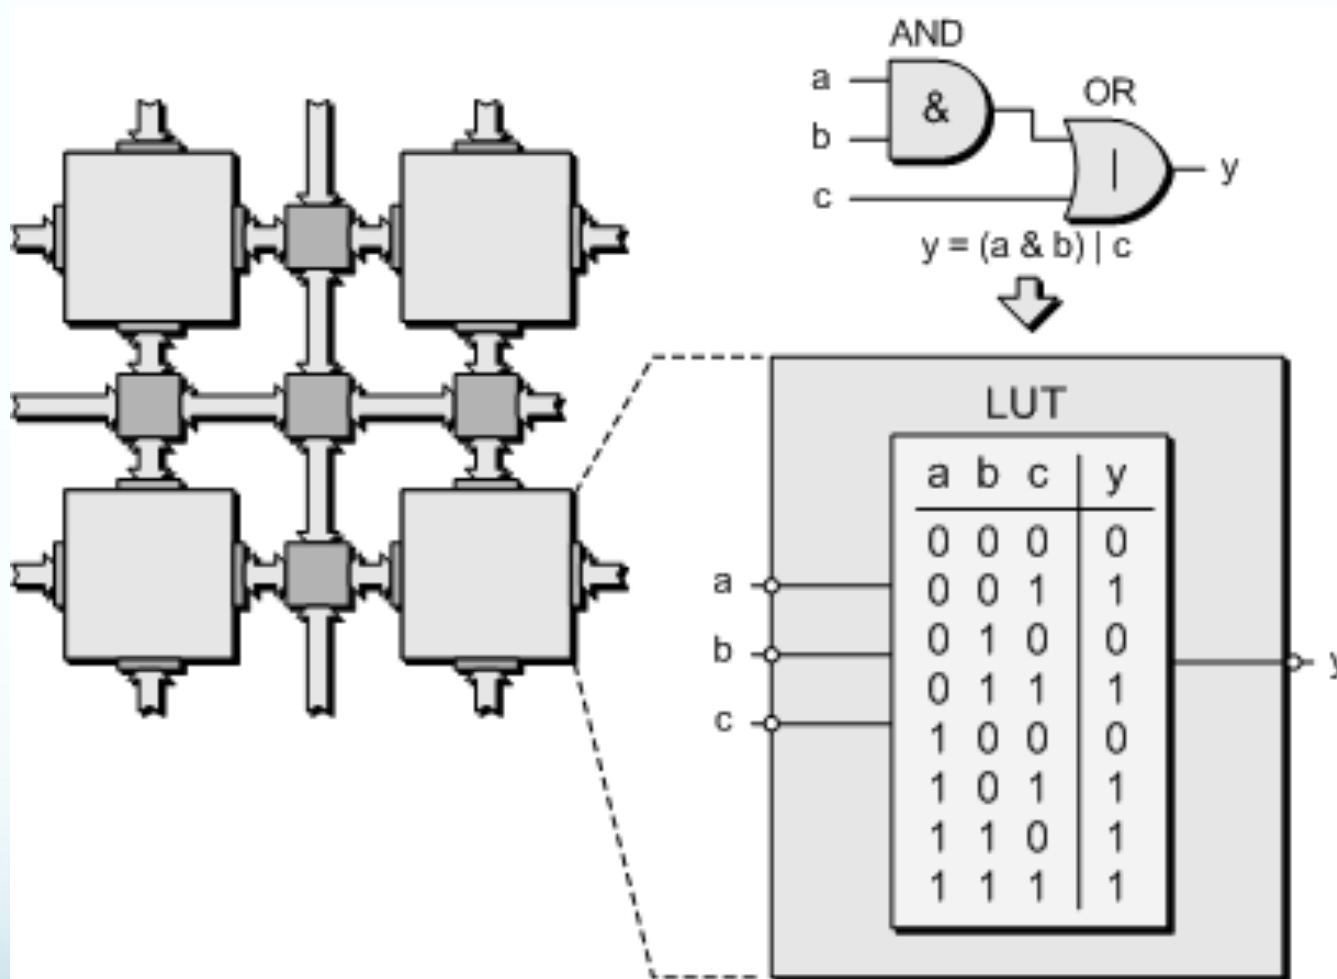 AND
a
&
OR
b
|
y
c
y = (a & b) | c
LUT
a b c y
0 0 0 0
0 0 1 1
0 1 0 0
0 1 1 1
1 0 0 0
1 0 1 1
1 1 0 1
1 1 1 1
a
b
c
y